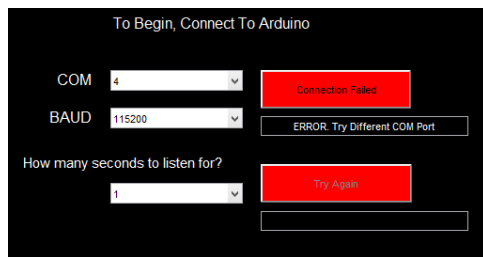 To Begin, Connect To Arduino
COM
4
Connection Failed
BAUD
115200
ERROR. Try Different COM Port
How many seconds to listen for?
1
Try Again